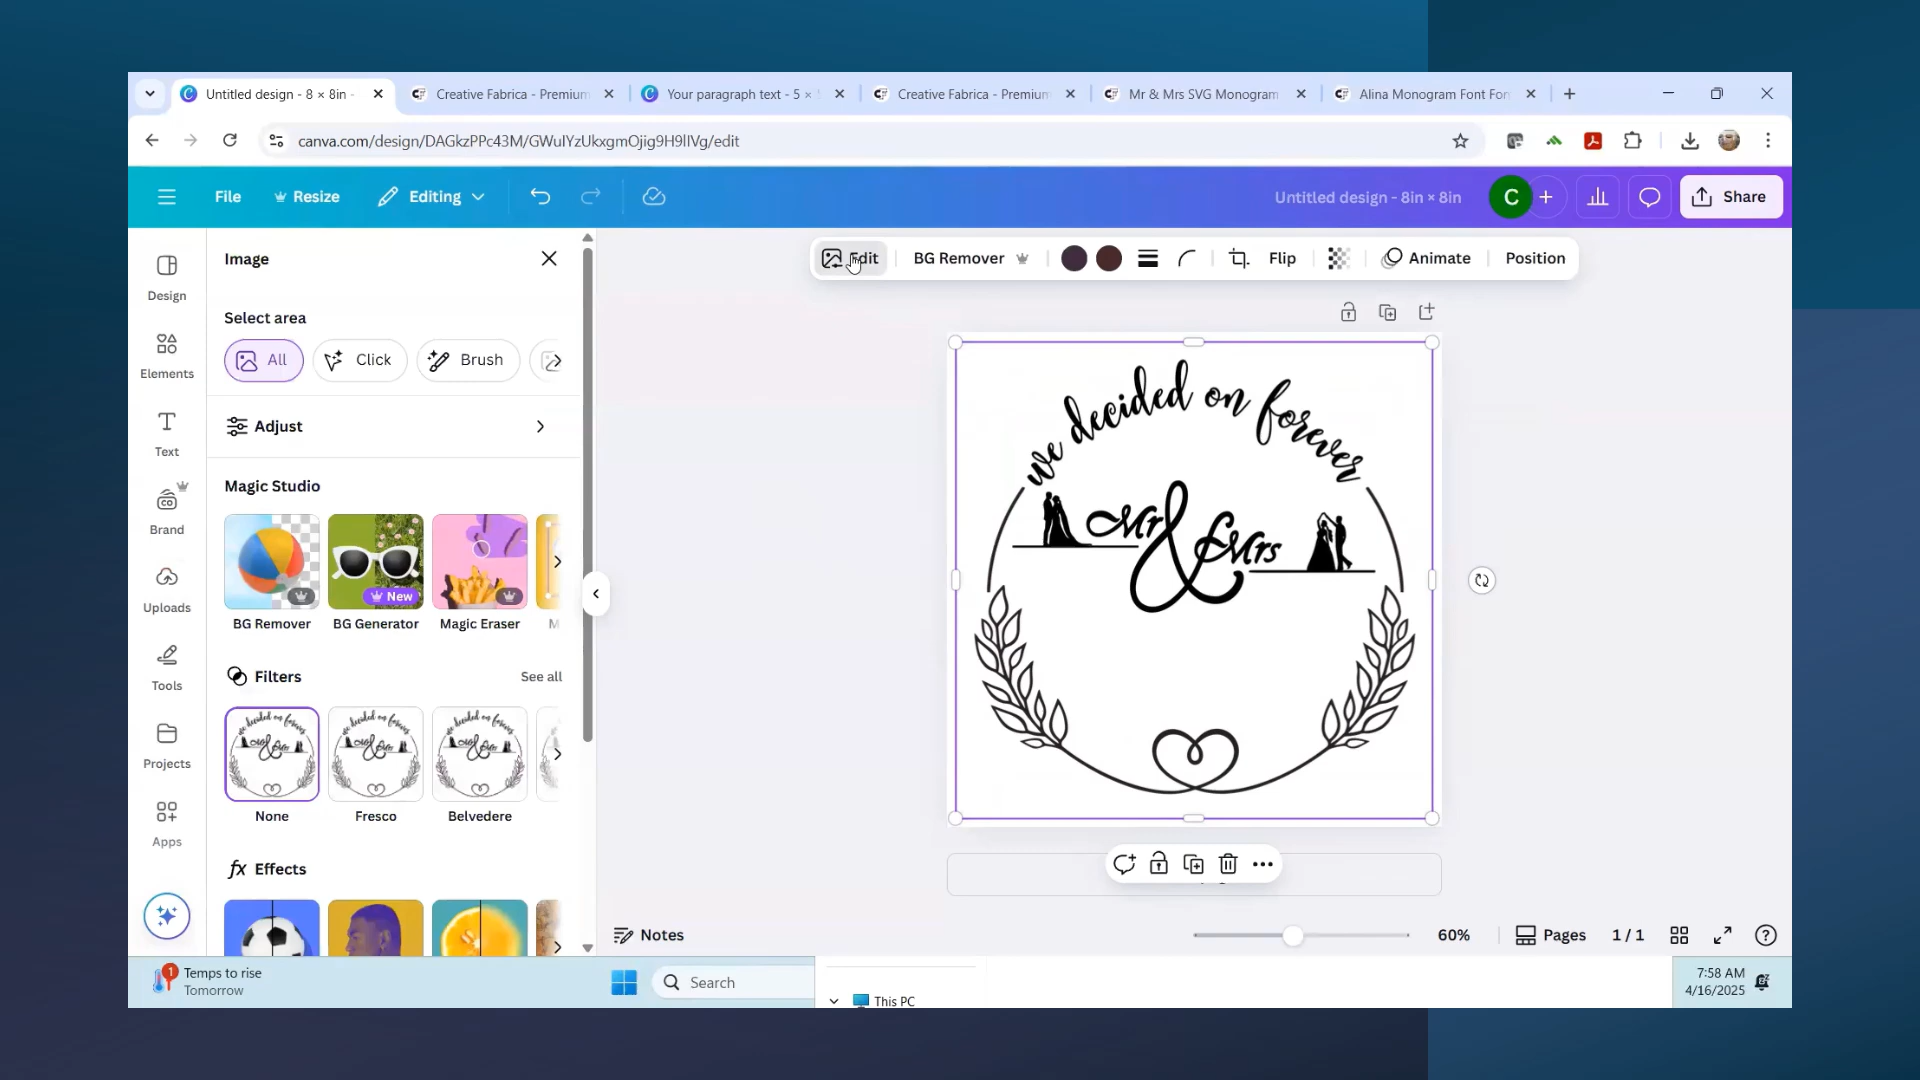 Untitled design - 8 × 8in -
Creative Fabrica - Premium
Your paragraph text - 5 ×
Creative Fabrica - Premium
Mr & Mrs SVG Monogram
Alina Monogram Font Fon
canva.com/design/DAGkzPPc43M/GWuIYzUkxgmOjig9H9lIVg/edit
File
Resize
Editing
Untitled design - 8in × 8in
C
Share
Design
Elements
Text
Brand
Uploads
Tools
Projects
Apps
Image
Select area
All
Click
Brush
Adjust
Magic Studio
New
BG Remover
BG Generator
Magic Eraser
Filters
See all
None
Fresco
Belvedere
fx Effects
Edit
BG Remover
Flip
Animate
Position
we decided on forever
Mr & Mrs
Notes
60%
Pages
1 / 1
1
Temps to rise
Tomorrow
Search
This PC
7:58 AM
4/16/2025